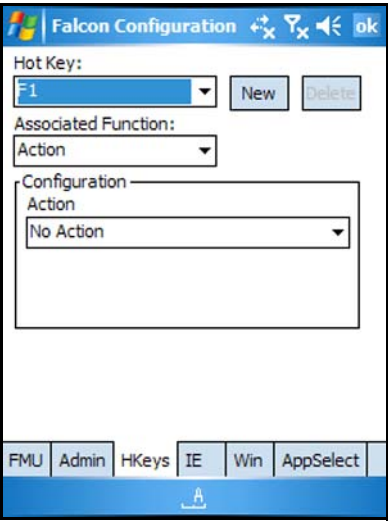 Falcon Configuration ok
Hot Key:
F1 New Delete
Associated Function:
Action
Configuration
Action
No Action
FMU Admin HKeys IE Win AppSelect
A